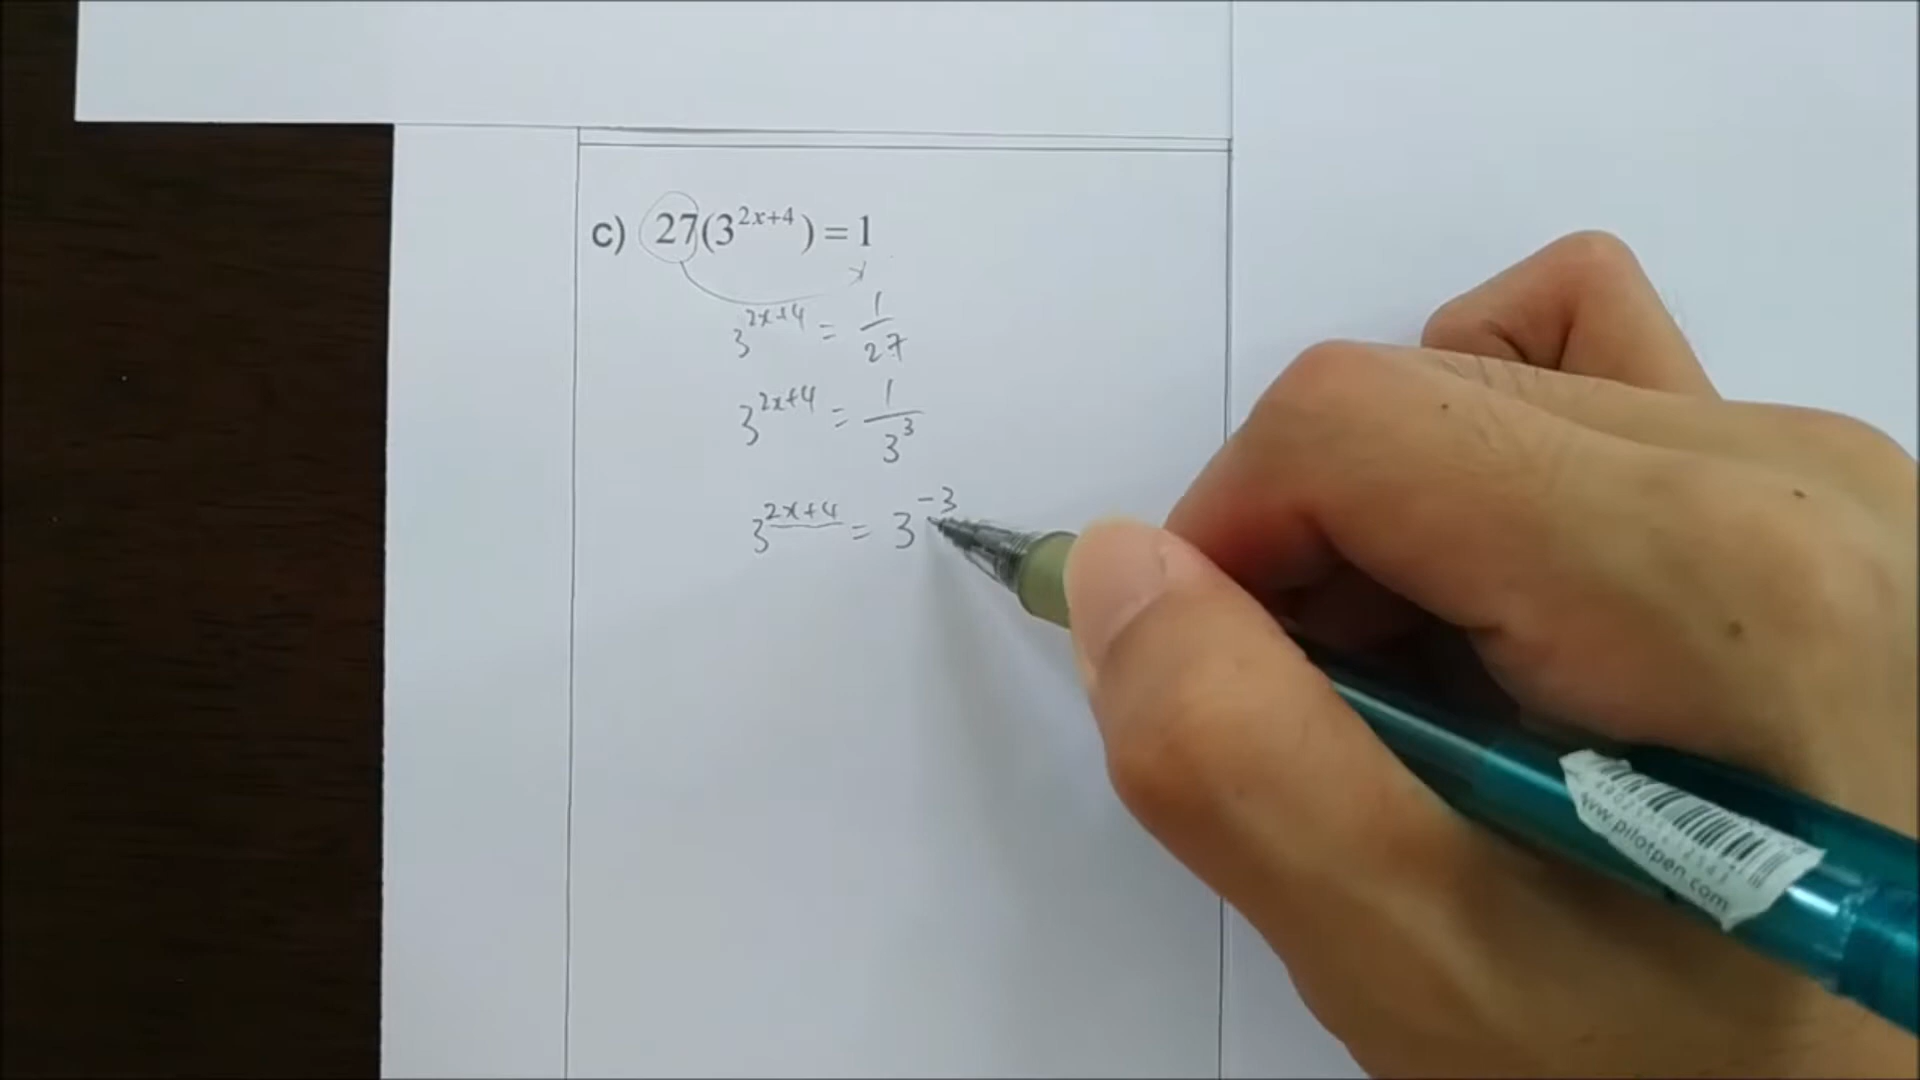 c) 27(3^{2x+4}) = 1
3^{2x+4} = 1/27
3^{2x+4} = 1/3^3
3^{2x+4} = 3^{-3}
www.pilotpen.com